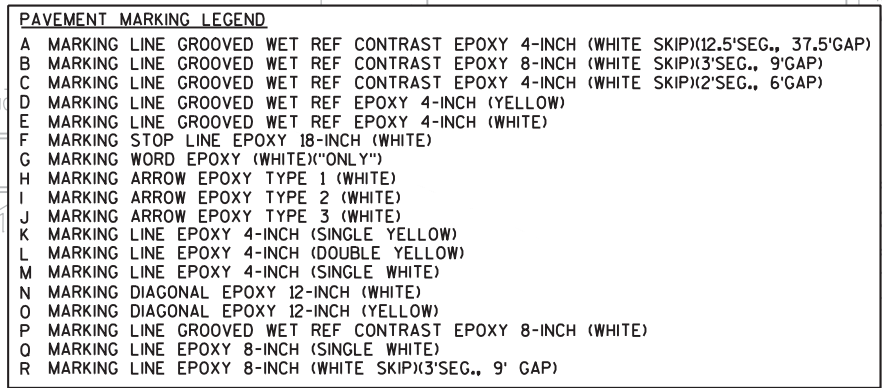 PAVEMENT MARKING LEGEND
A MARKING LINE GROOVED WET REF CONTRAST EPOXY 4-INCH (WHITE SKIP)(12.5'SEG., 37.5'GAP)
B MARKING LINE GROOVED WET REF CONTRAST EPOXY 8-INCH (WHITE SKIP)(3'SEG., 9'GAP)
C MARKING LINE GROOVED WET REF CONTRAST EPOXY 4-INCH (WHITE SKIP)(2'SEG., 6'GAP)
D MARKING LINE GROOVED WET REF EPOXY 4-INCH (YELLOW)
E MARKING LINE GROOVED WET REF EPOXY 4-INCH (WHITE)
F MARKING STOP LINE EPOXY 18-INCH (WHITE)
G MARKING WORD EPOXY (WHITE)("ONLY")
H MARKING ARROW EPOXY TYPE 1 (WHITE)
I MARKING ARROW EPOXY TYPE 2 (WHITE)
J MARKING ARROW EPOXY TYPE 3 (WHITE)
K MARKING LINE EPOXY 4-INCH (SINGLE YELLOW)
L MARKING LINE EPOXY 4-INCH (DOUBLE YELLOW)
M MARKING LINE EPOXY 4-INCH (SINGLE WHITE)
N MARKING DIAGONAL EPOXY 12-INCH (WHITE)
O MARKING DIAGONAL EPOXY 12-INCH (YELLOW)
P MARKING LINE GROOVED WET REF CONTRAST EPOXY 8-INCH (WHITE)
Q MARKING LINE EPOXY 8-INCH (SINGLE WHITE)
R MARKING LINE EPOXY 8-INCH (WHITE SKIP)(3'SEG., 9' GAP)